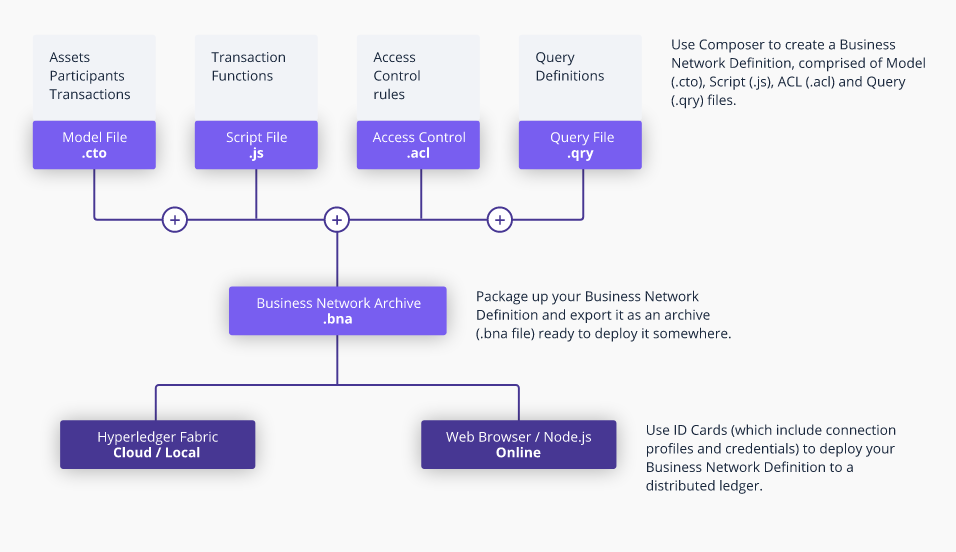 Assets
Participants
Transactions
Transaction
Functions
Access
Control
rules
Query
Definitions
Use Composer to create a Business
Network Definition, comprised of Model
(.cto), Script (.js), ACL (.acl) and Query
(.qry) files.
Model File
.cto
Script File
.js
Access Control
.acl
Query File
.qry
+
+
+
Business Network Archive
.bna
Package up your Business Network
Definition and export it as an archive
(.bna file) ready to deploy it somewhere.
Hyperledger Fabric
Cloud / Local
Web Browser / Node.js
Online
Use ID Cards (which include connection
profiles and credentials) to deploy your
Business Network Definition to a
distributed ledger.